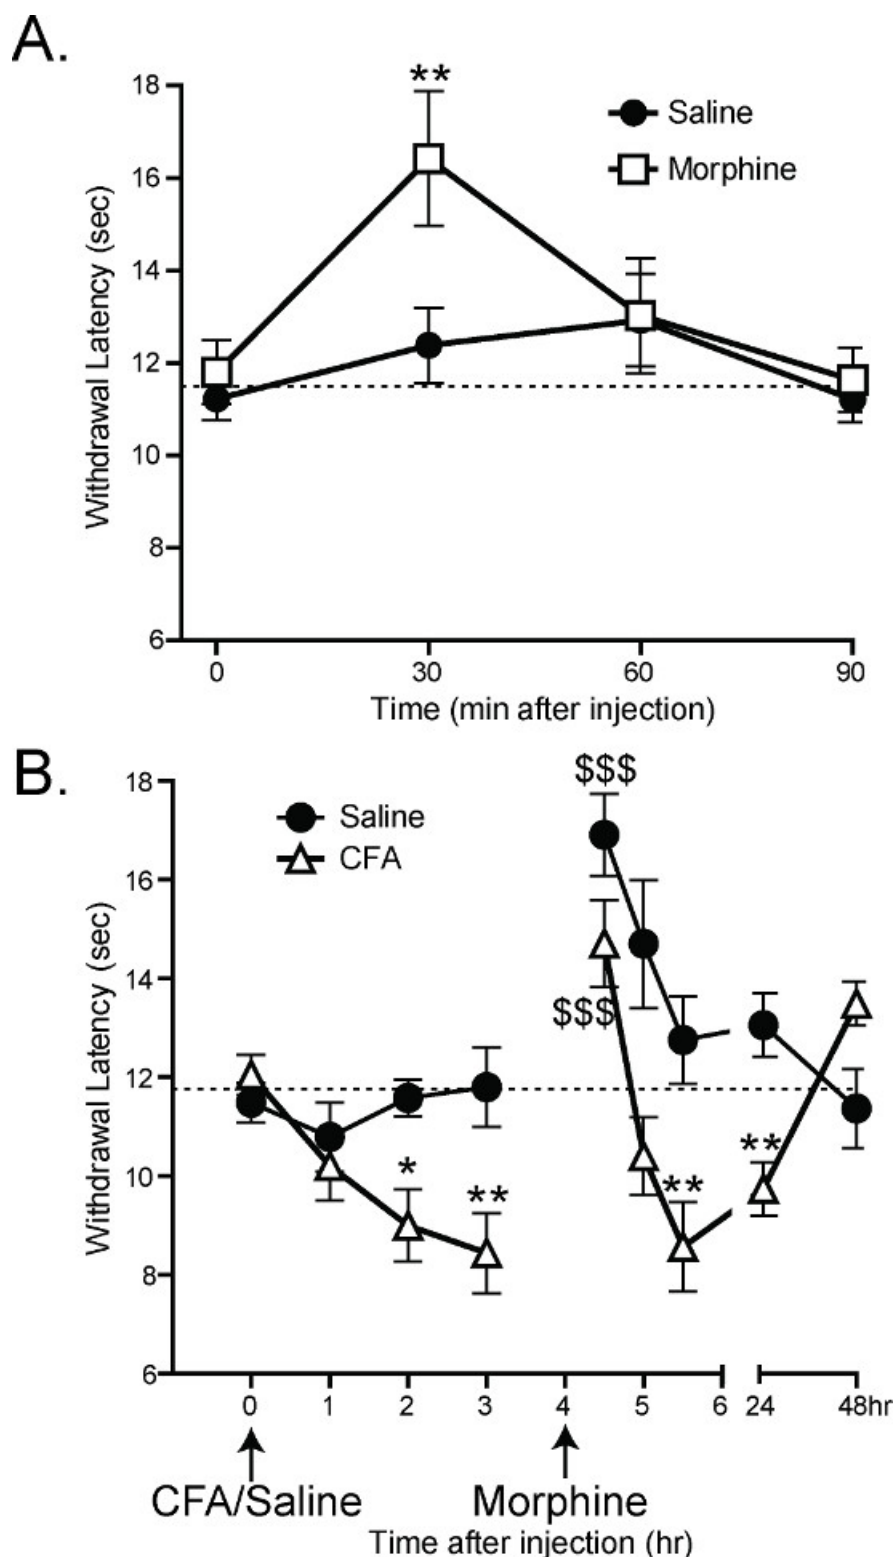 A.
**
18
Saline
Morphine
16
14
12
10
8
6
Withdrawal Latency (sec)
0 30 60 90
Time (min after injection)
B.
$$$
18
Saline
CFA
16
14
$$$
12
**
*
**
**
10
8
6
Withdrawal Latency (sec)
0 1 2 3 4 5 6 24 48hr
CFA/Saline Morphine
Time after injection (hr)